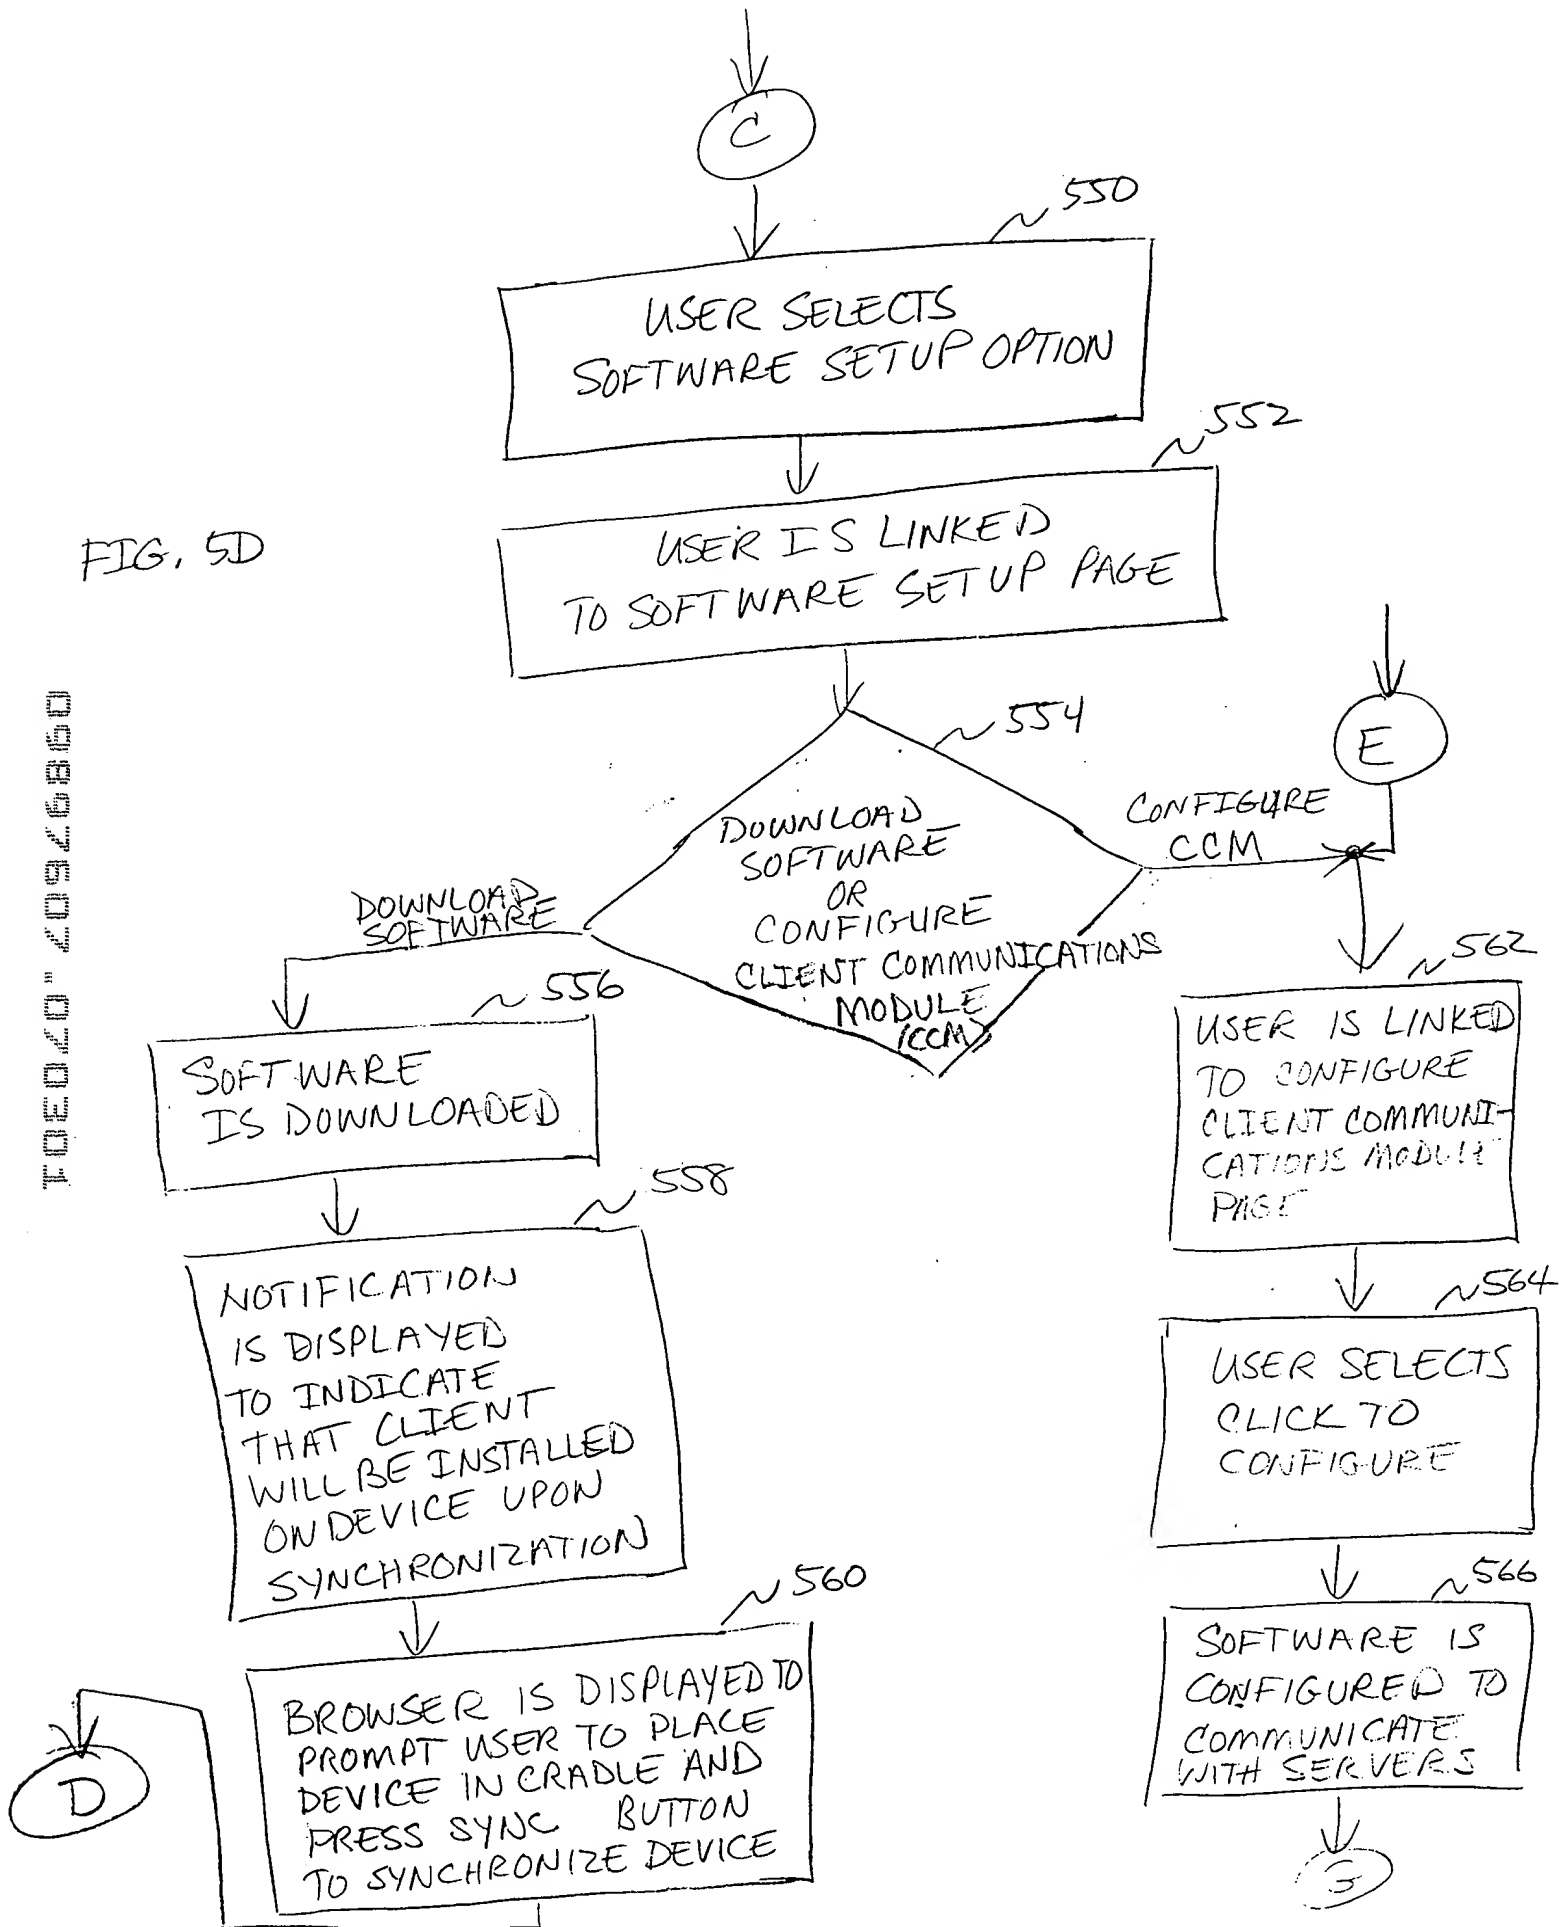 C
550
USER SELECTS
SOFTWARE SETUP OPTION
552
USER IS LINKED
TO SOFTWARE SETUP PAGE
FIG. 5D
554
DOWNLOAD
SOFTWARE
OR
CONFIGURE
CLIENT COMMUNICATIONS
MODULE
(CCM)
E
CONFIGURE
CCM
DOWNLOAD
SOFTWARE
556
SOFTWARE
IS DOWNLOADED
558
NOTIFICATION
IS DISPLAYED
TO INDICATE
THAT CLIENT
WILL BE INSTALLED
ON DEVICE UPON
SYNCHRONIZATION
560
BROWSER IS DISPLAYED TO
PROMPT USER TO PLACE
DEVICE IN CRADLE AND
PRESS SYNC BUTTON
TO SYNCHRONIZE DEVICE
D
562
USER IS LINKED
TO CONFIGURE
CLIENT COMMUNI-
CATIONS MODULE
PAGE
564
USER SELECTS
CLICK TO
CONFIGURE
566
SOFTWARE IS
CONFIGURED TO
COMMUNICATE
WITH SERVERS
09897607 "070301